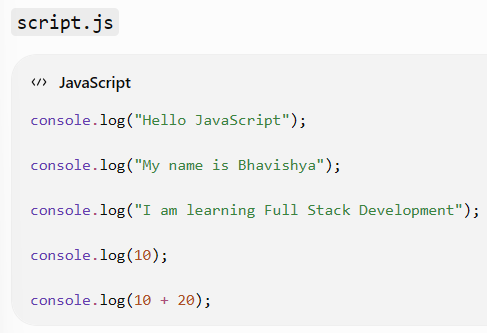 script.js
</> JavaScript
console.log("Hello JavaScript");
console.log("My name is Bhavishya");
console.log("I am learning Full Stack Development");
console.log(10);
console.log(10 + 20);